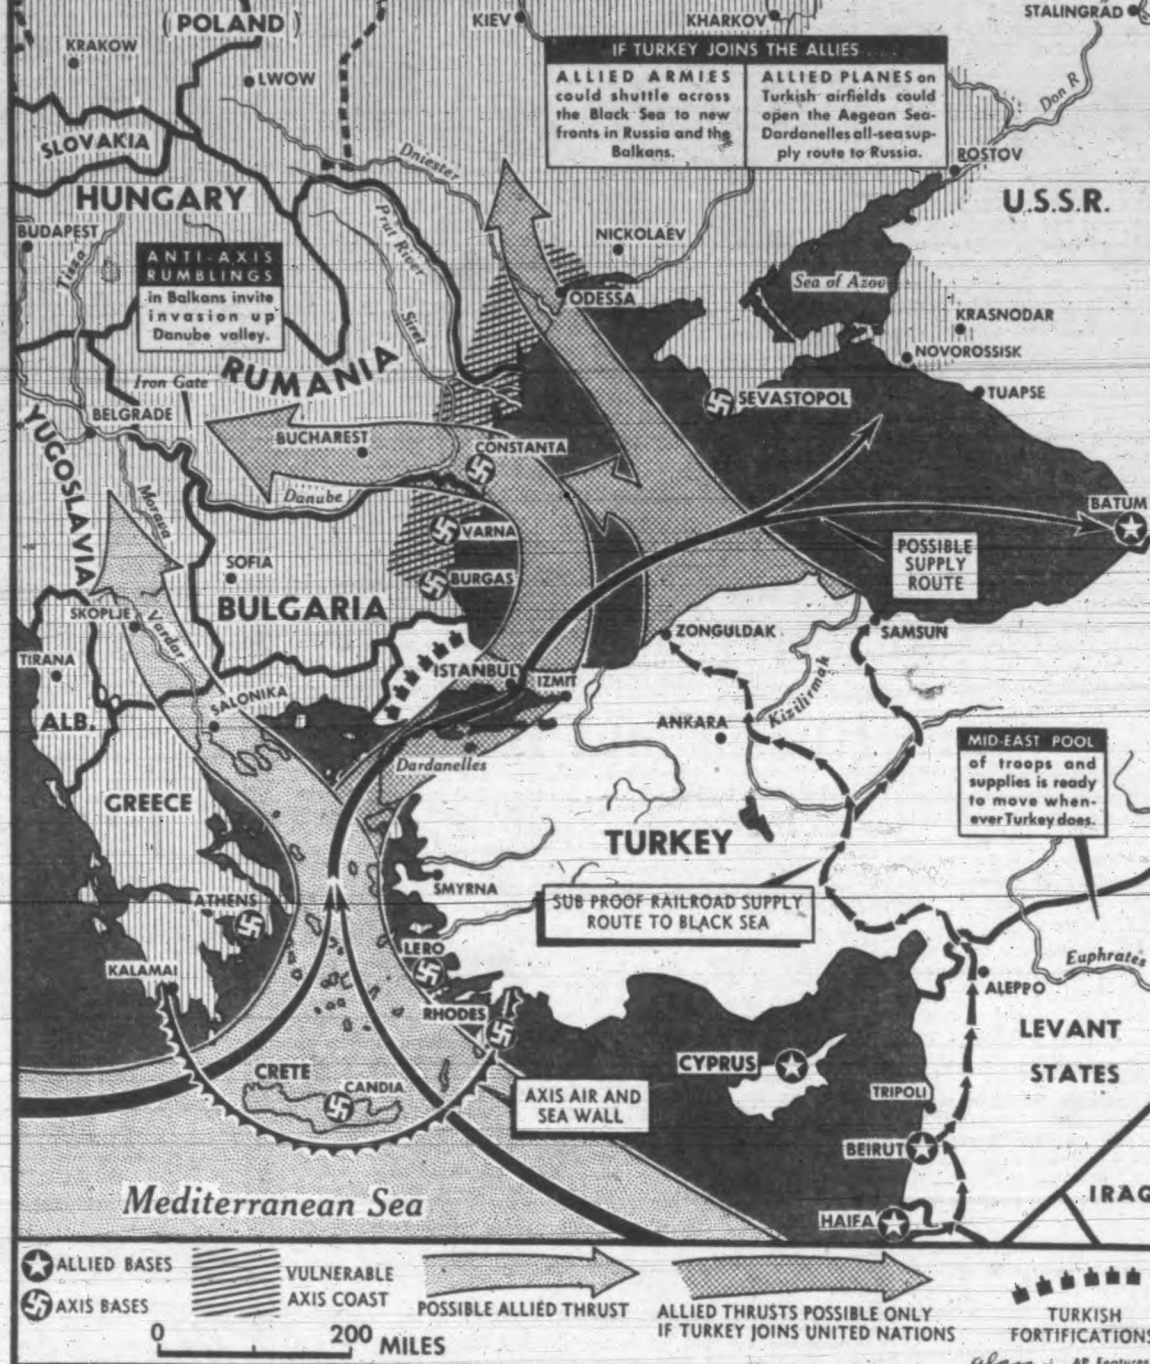 (POLAND)
KIEV
KHARKOV
STALINGRAD
KRAKOW
LWOW
IF TURKEY JOINS THE ALLIES . . . .
ALLIED ARMIES
could shuttle across
the Black Sea to new
fronts in Russia and the
Balkans.
ALLIED PLANES on
Turkish airfields could
open the Aegean Sea-
Dardanelles all-sea sup-
ply route to Russia.
Don R
SLOVAKIA
Dniester
ROSTOV
HUNGARY
U.S.S.R.
BUDAPEST
Tisza
Prut River
NICKOLAEV
ANTI-AXIS
RUMBLINGS
in Balkans invite
invasion up
Danube valley.
Sea of Azov
ODESSA
Siret
KRASNODAR
NOVOROSSISK
RUMANIA
Iron Gate
TUAPSE
SEVASTOPOL
BELGRADE
YUGOSLAVIA
BUCHAREST
CONSTANTA
Danube
Morava
BATUM
VARNA
POSSIBLE
SUPPLY
ROUTE
SOFIA
BURGAS
BULGARIA
SKOPLJE
Vardar
ZONGULDAK
SAMSUN
TIRANA
ISTANBUL
IZMIT
Kizilirmak
SALONIKA
ALB.
ANKARA
MID-EAST POOL
of troops and
supplies is ready
to move when-
ever Turkey does.
Dardanelles
GREECE
TURKEY
SMYRNA
SUB PROOF RAILROAD SUPPLY
ROUTE TO BLACK SEA
ATHENS
LERO
KALAMAI
Euphrates
ALEPPO
RHODES
LEVANT
STATES
CRETE
CANDIA
CYPRUS
AXIS AIR AND
SEA WALL
TRIPOLI
BEIRUT
Mediterranean Sea
IRAQ
HAIFA
ALLIED BASES
AXIS BASES
VULNERABLE
AXIS COAST
POSSIBLE ALLIED THRUST
ALLIED THRUSTS POSSIBLE ONLY
IF TURKEY JOINS UNITED NATIONS
TURKISH
FORTIFICATIONS
0 200 MILES
AP Features